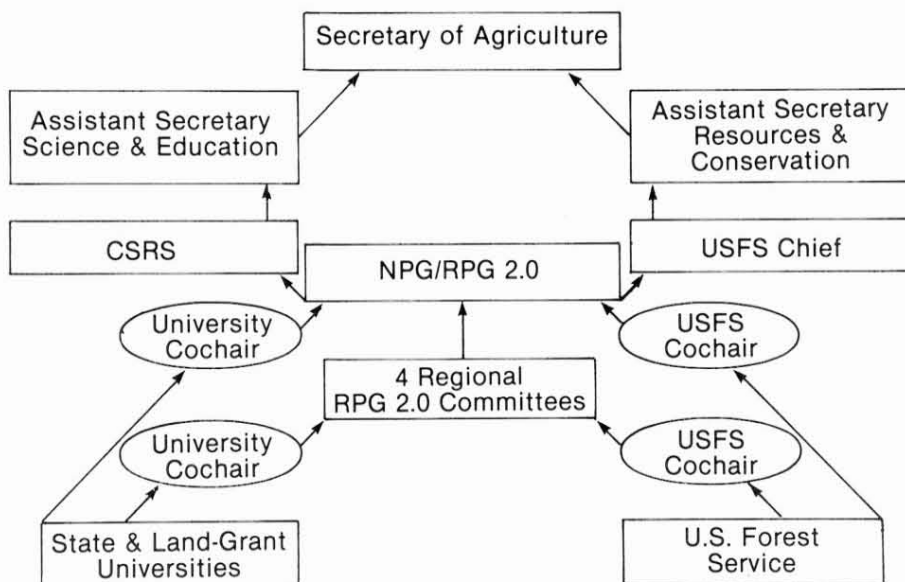 Secretary of Agriculture
Assistant Secretary
Science & Education
Assistant Secretary
Resources &
Conservation
CSRS
NPG/RPG 2.0
USFS Chief
University
Cochair
USFS
Cochair
4 Regional
RPG 2.0 Committees
University
Cochair
USFS
Cochair
State & Land-Grant
Universities
U.S. Forest
Service